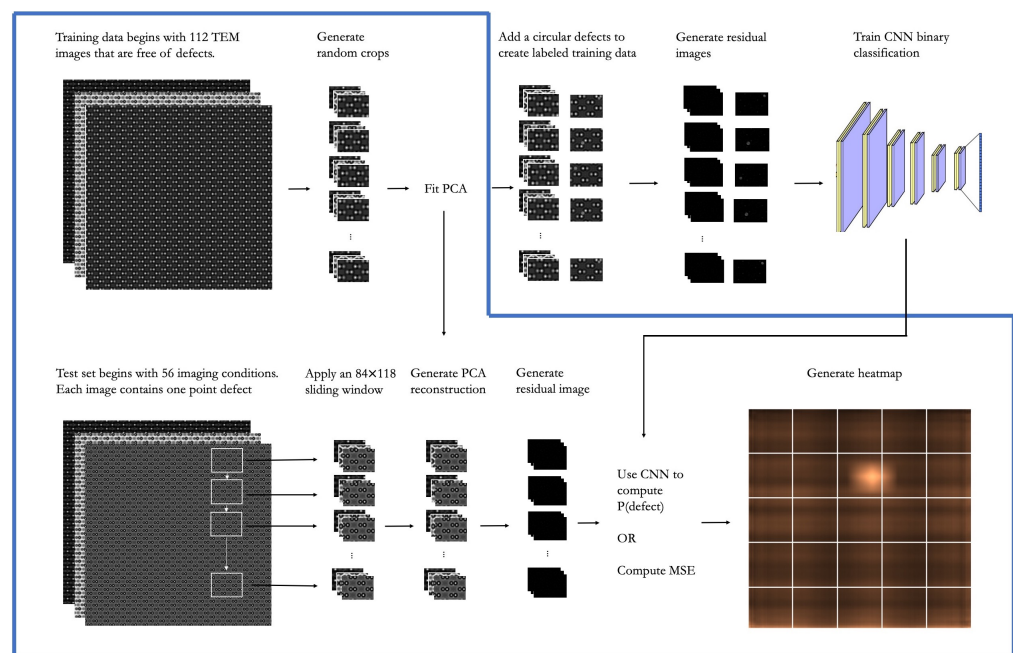 Training data begins with 112 TEM
images that are free of defects.
Generate
random crops
Fit PCA
Add a circular defects to
create labeled training data
Generate residual
images
Train CNN binary
classification
...
...
...
Test set begins with 56 imaging conditions.
Each image contains one point defect
Apply an 84×118
sliding window
Generate PCA
reconstruction
Generate
residual image
Use CNN to
compute
P(defect)
OR
Compute MSE
Generate heatmap
...
...
...